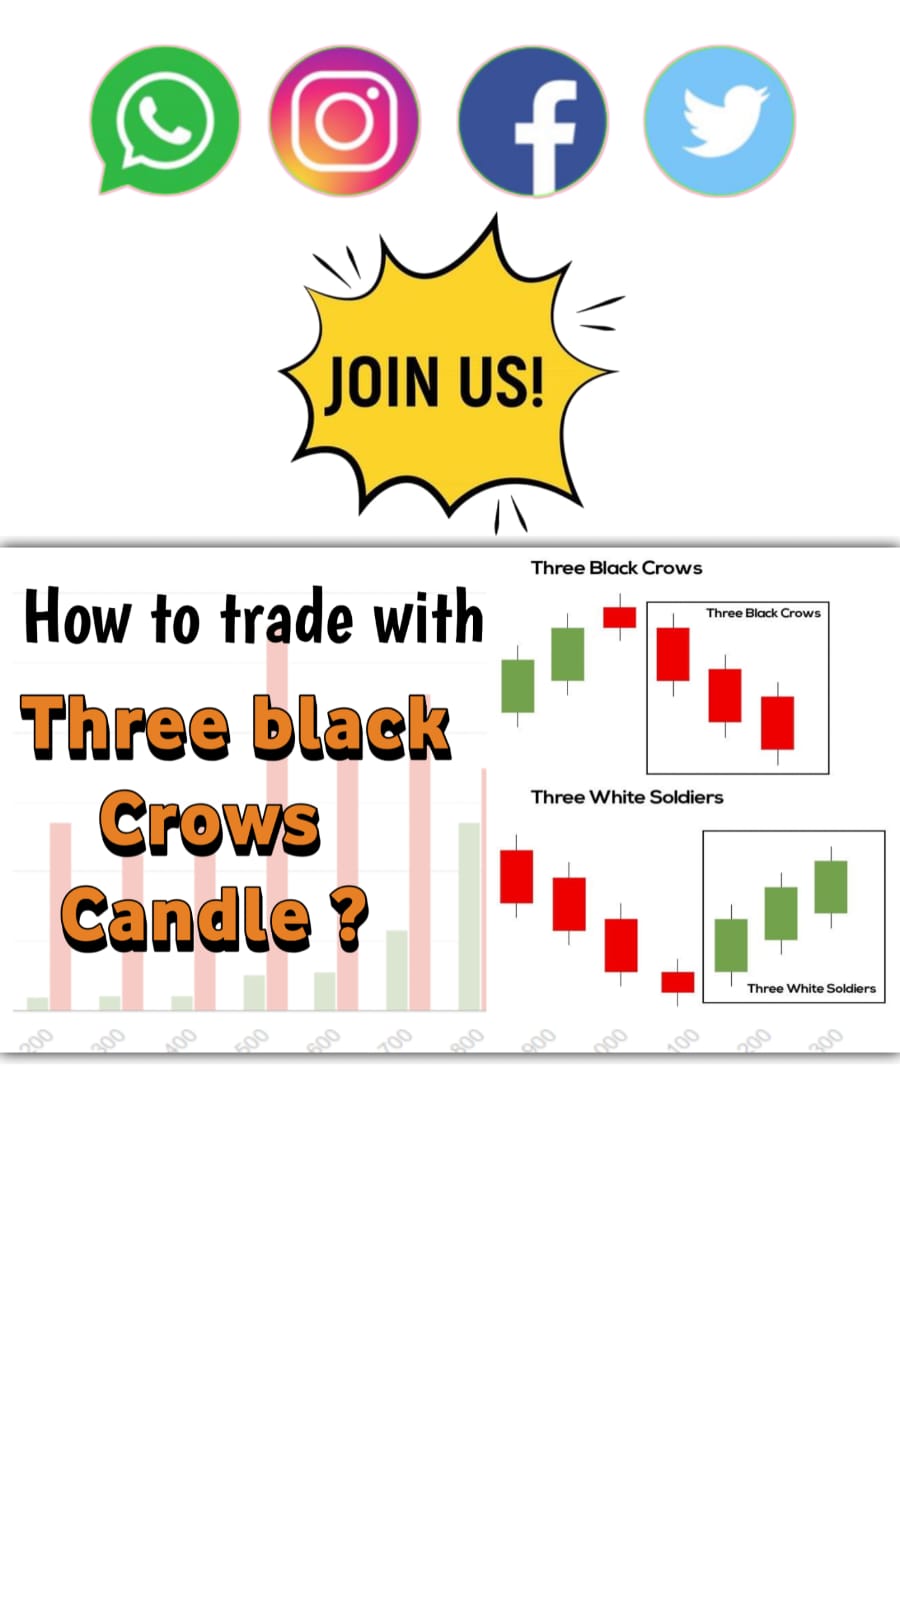 JOIN US!
How to trade with
Three black
Crows
Candle ?
Three Black Crows
Three Black Crows
Three White Soldiers
Three White Soldiers
200
300
400
500
600
700
800
900
000
100
200
300